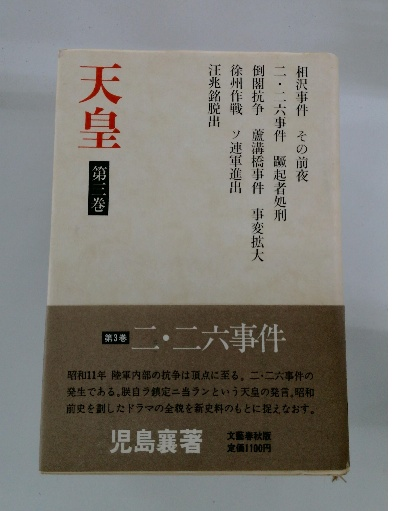 天皇
第三巻
相沢事件 その前夜
二・二六事件 蹶起者処刑
倒閣抗争 蘆溝橋事件 事変拡大
徐州作戦 ソ連軍進出
汪兆銘脱出
第3巻 二・二六事件
昭和11年 陸軍内部の抗争は頂点に至る。二・二六事件の
発生である。朕自ラ鎮定ニ当ランという天皇の発言。昭和
前史を劃したドラマの全貌を新史料のもとに捉えなおす。
児島襄著
文藝春秋版
定価1100円